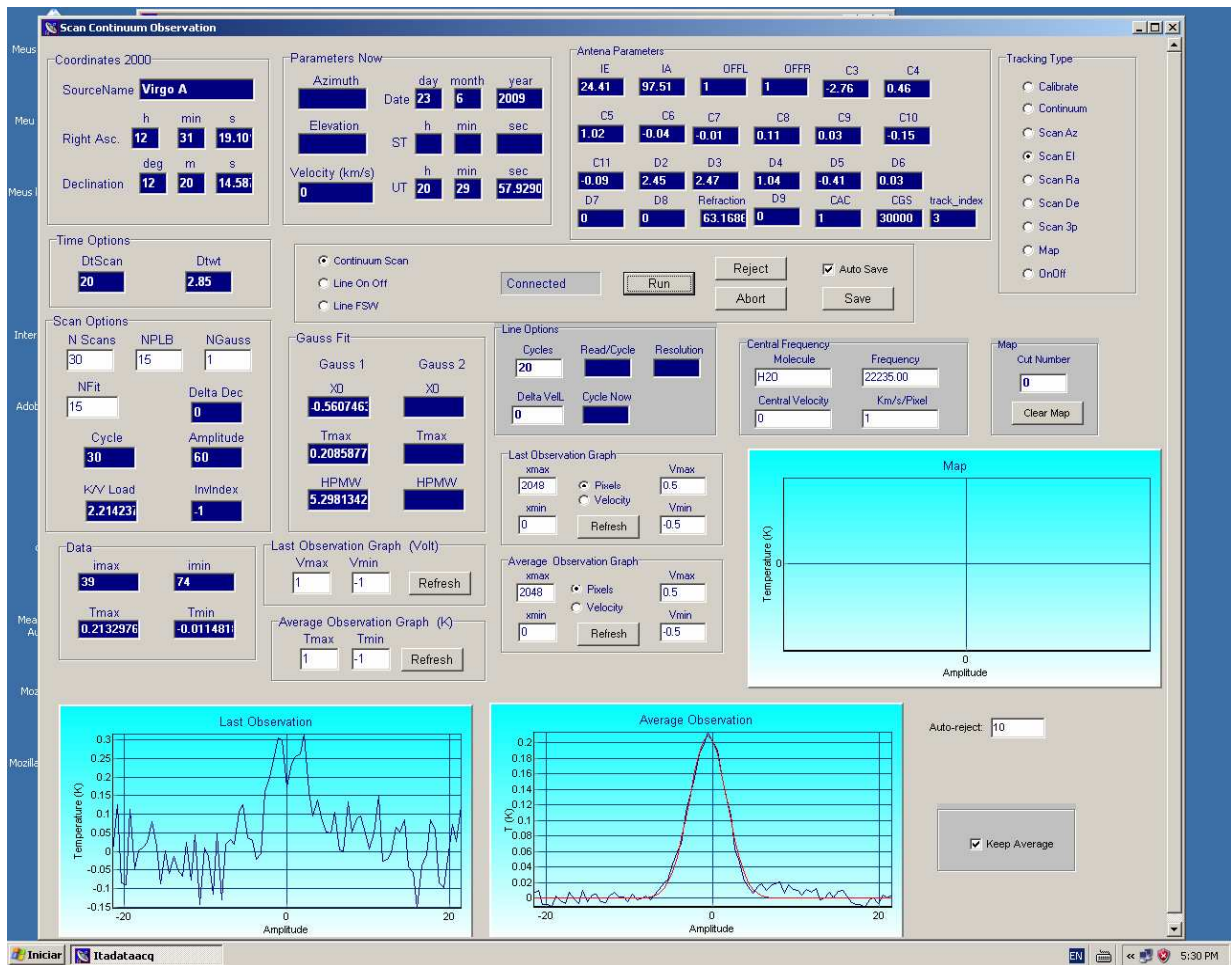 Scan Continuum Observation
Coordinates 2000
SourceName Virgo A
h min s
Right Asc. 12 31 19.10
deg m s
Declination 12 20 14.58
Parameters Now
Azimuth day month year
Date 23 6 2009
Elevation h min sec
ST
Velocity (km/s) h min sec
0 UT 20 29 57.9290
Antena Parameters
IE IA OFFL OFFR C3 C4
24.41 97.51 1 1 -2.76 0.46
C5 C6 C7 C8 C9 C10
1.02 -0.04 -0.01 0.11 0.03 -0.15
C11 D2 D3 D4 D5 D6
-0.09 2.45 2.47 1.04 -0.41 0.03
D7 D8 Refraction D9 CAC CGS track_index
0 0 63.1686 0 1 30000 3
Tracking Type
Calibrate
Continuum
Scan Az
Scan El
Scan Ra
Scan De
Scan 3p
Map
OnOff
Time Options
DtScan Dtwt
20 2.85
Continuum Scan
Line On Off
Line FSW
Connected
Run
Reject
Abort
Auto Save
Save
Scan Options
N Scans NPLB NGauss
30 15 1
NFit Delta Dec
15 0
Cycle Amplitude
30 60
K/V Load InvIndex
2.21423 -1
Gauss Fit
Gauss 1 Gauss 2
X0 X0
-0.5607463
Tmax Tmax
0.2085877
HPMW HPMW
5.2981342
Line Options
Cycles Read/Cycle Resolution
20
Delta VelL Cycle Now
0
Central Frequency
Molecule Frequency
H2O 22235.00
Central Velocity Km/s/Pixel
0 1
Map
Cut Number
0
Clear Map
Last Observation Graph
xmax Vmax
2048 Pixels 0.5
Velocity
xmin Vmin
0 Refresh -0.5
Average Observation Graph
xmax Vmax
2048 Pixels 0.5
Velocity
xmin Vmin
0 Refresh -0.5
Data
imax imin
39 74
Tmax Tmin
0.2132976 -0.011481
Last Observation Graph (Volt)
Vmax Vmin
1 -1 Refresh
Average Observation Graph (K)
Tmax Tmin
1 -1 Refresh
Map
Temperature (K)
0
0
Amplitude
Last Observation
Temperature (K)
0.3
0.25
0.2
0.15
0.1
0.05
0
-0.05
-0.1
-0.15
-20 0 20
Amplitude
Average Observation
T (K)
0.2
0.18
0.16
0.14
0.12
0.1
0.08
0.06
0.04
0.02
0
-20 0 20
Amplitude
Auto-reject: 10
Keep Average
Meus
Meu
Meus
Inter
Adob
Mea
Au
Moz
Mozilla
Iniciar Itadataacq EN 5:30 PM